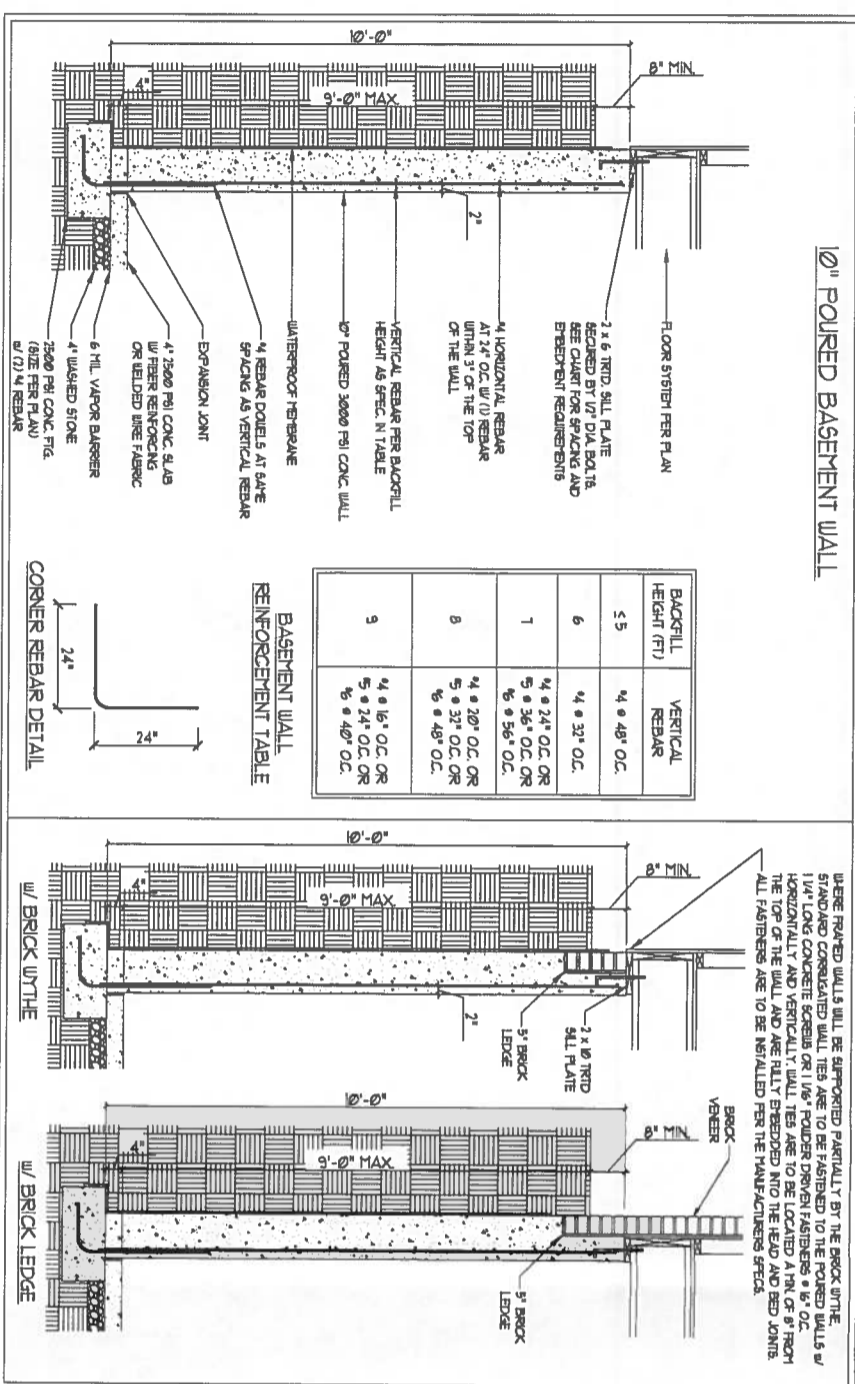 10" POURED BASEMENT WALL
10'-0"
8" MIN.
9'-0" MAX.
4"
2"
FLOOR SYSTEM PER PLAN
2 x 6 TRTD. SILL PLATE
SECURED BY 1/2" DIA. BOLTS.
SEE CHART FOR SPACING AND
EMBEDMENT REQUIREMENTS
#4 HORIZONTAL REBAR
AT 24" O.C. W/ (1) REBAR
WITHIN 3" OF THE TOP
OF THE WALL
VERTICAL REBAR PER BACKFILL
HEIGHT AS SPEC. IN TABLE
10" POURED 3000 PSI CONC. WALL
WATERPROOF MEMBRANE
#4 REBAR DOWELS AT SAME
SPACING AS VERTICAL REBAR
EXPANSION JOINT
4" 2500 PSI CONC. SLAB
W/ FIBER REINFORCING
OR WELDED WIRE FABRIC
6 MIL. VAPOR BARRIER
4" WASHED STONE
2500 PSI CONC. FTG.
(SIZE PER PLAN)
w/ (2) #4 REBAR
BACKFILL HEIGHT (FT) VERTICAL REBAR
≤ 5 #4 @ 48" O.C.
6 #4 @ 32" O.C.
7 #4 @ 24" O.C. OR
#5 @ 36" O.C. OR
#6 @ 56" O.C.
8 #4 @ 20" O.C. OR
#5 @ 32" O.C. OR
#6 @ 48" O.C.
9 #4 @ 16" O.C. OR
#5 @ 24" O.C. OR
#6 @ 40" O.C.
BASEMENT WALL
REINFORCEMENT TABLE
24"
24"
CORNER REBAR DETAIL
WHERE FRAMED WALLS WILL BE SUPPORTED PARTIALLY BY THE BRICK WYTHE,
STANDARD CORRUGATED WALL TIES ARE TO BE FASTENED TO THE POURED WALLS w/
1 1/4" LONG CONCRETE SCREWS OR 1 1/16" POWDER DRIVEN FASTENERS @ 16" O.C.
HORIZONTALLY AND VERTICALLY. WALL TIES ARE TO BE LOCATED A MIN. OF 8" FROM
THE TOP OF THE WALL AND ARE FULLY EMBEDDED INTO THE HEAD AND BED JOINTS.
ALL FASTENERS ARE TO BE INSTALLED PER THE MANUFACTURERS SPECS.
10'-0"
8" MIN.
9'-0" MAX.
4"
2"
2 x 10 TRTD
SILL PLATE
5" BRICK
LEDGE
w/ BRICK WYTHE
10'-0"
8" MIN.
9'-0" MAX.
4"
BRICK
VENEER
5" BRICK
LEDGE
w/ BRICK LEDGE